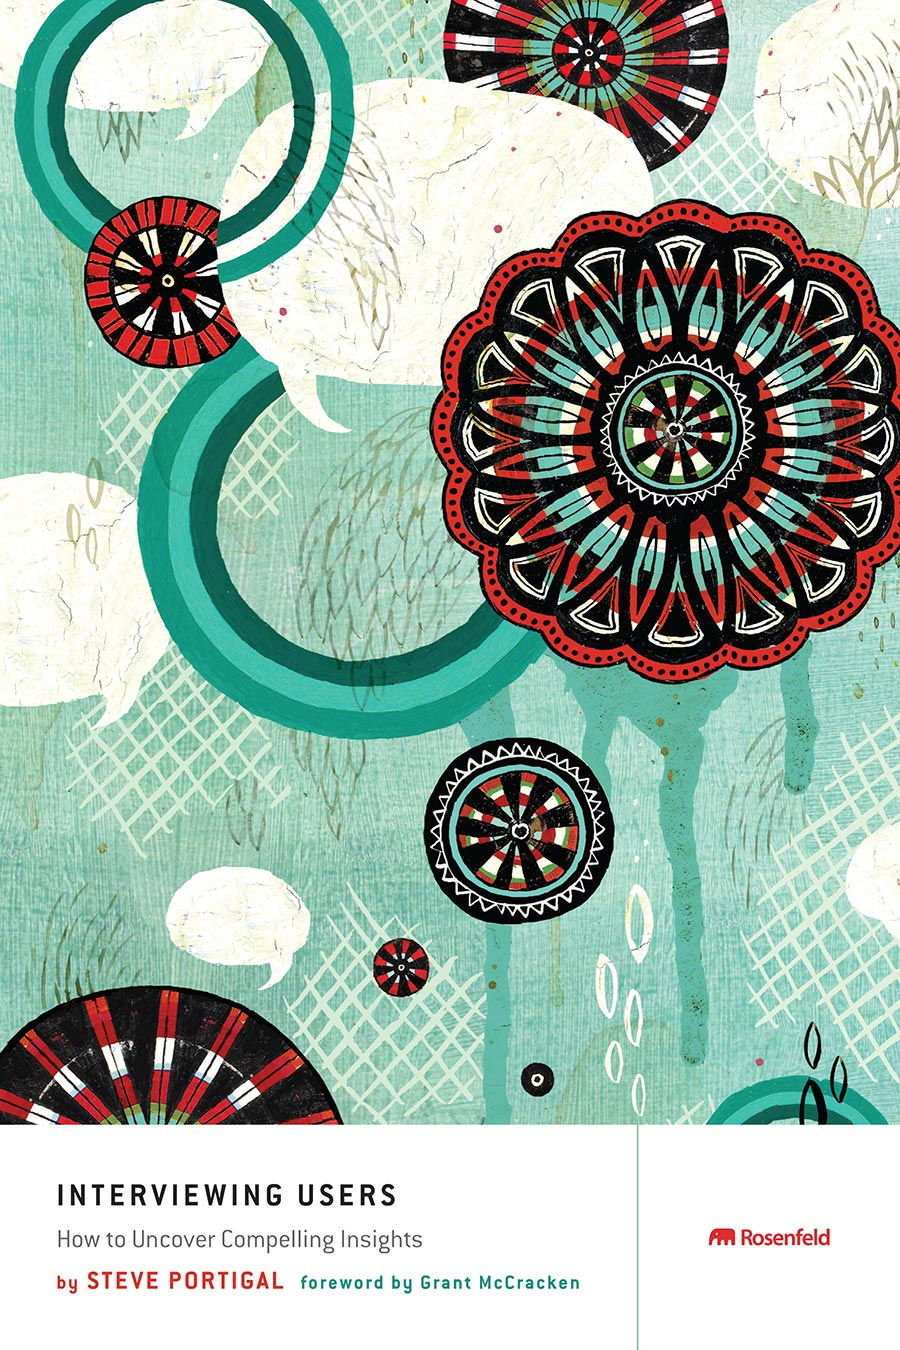 INTERVIEWING USERS
How to Uncover Compelling Insights
by STEVE PORTIGAL foreword by Grant McCracken
Rosenfeld